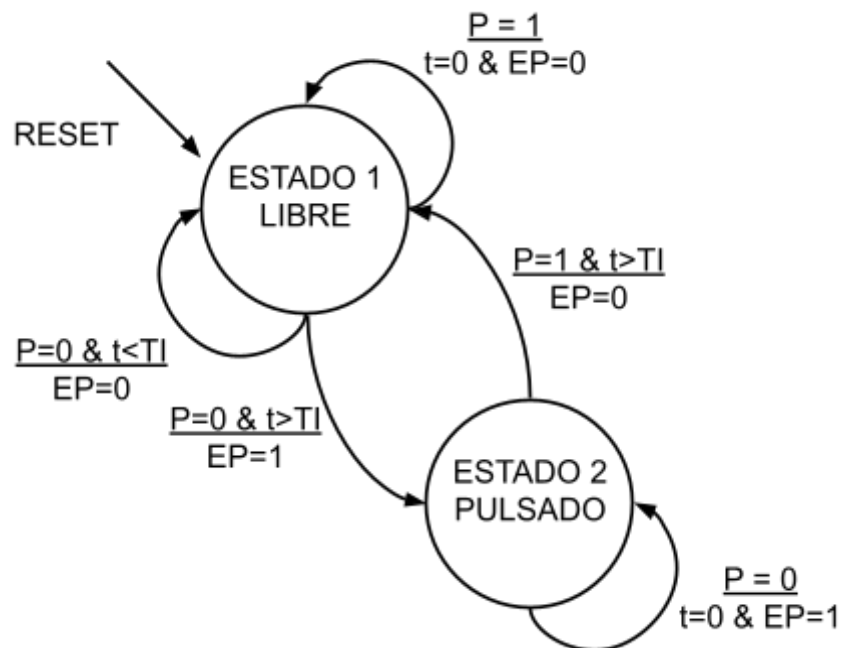 P = 1
t=0 & EP=0
RESET
ESTADO 1
LIBRE
P=1 & t>TI
EP=0
P=0 & t<TI
EP=0
P=0 & t>TI
EP=1
ESTADO 2
PULSADO
P = 0
t=0 & EP=1